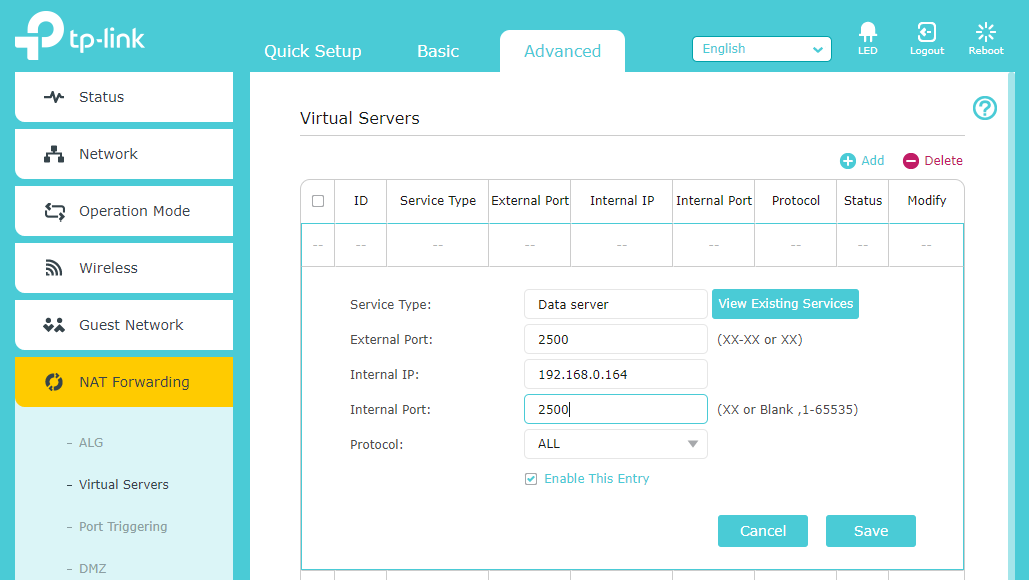 tp-link
Quick Setup Basic Advanced English LED Logout Reboot
Status
Network
Operation Mode
Wireless
Guest Network
NAT Forwarding
- ALG
- Virtual Servers
- Port Triggering
- DMZ
Virtual Servers
?
Add Delete
ID Service Type External Port Internal IP Internal Port Protocol Status Modify
-- -- -- -- -- -- -- -- --
Service Type: Data server View Existing Services
External Port: 2500 (XX-XX or XX)
Internal IP: 192.168.0.164
Internal Port: 2500 (XX or Blank ,1-65535)
Protocol: ALL
Enable This Entry
Cancel Save